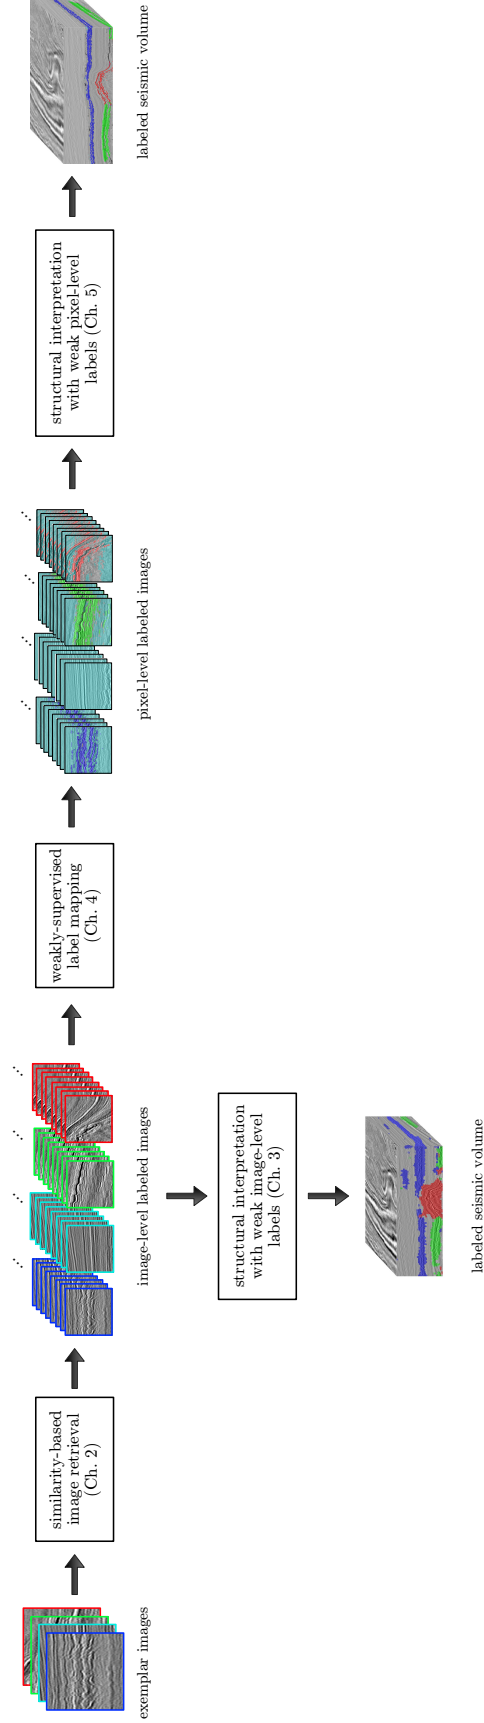 exemplar images
similarity-based
image retrieval
(Ch. 2)
image-level labeled images
weakly-supervised
label mapping
(Ch. 4)
pixel-level labeled images
structural interpretation
with weak pixel-level
labels (Ch. 5)
labeled seismic volume
structural interpretation
with weak image-level
labels (Ch. 3)
labeled seismic volume